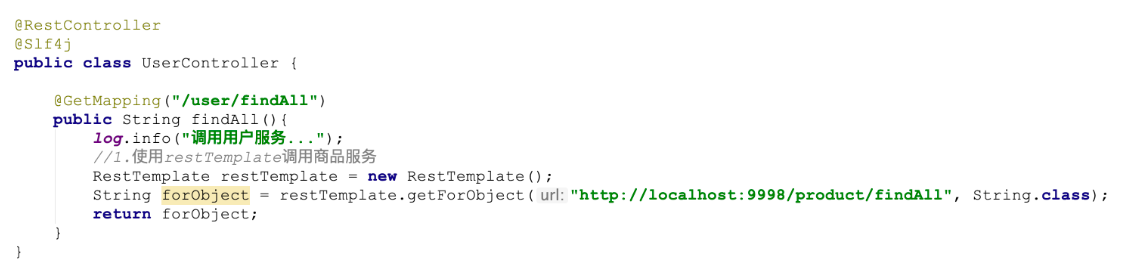 @RestController
@Slf4j
public class UserController {
@GetMapping("/user/findAll")
public String findAll(){
log.info("调用用户服务...");
//1.使用restTemplate调用商品服务
RestTemplate restTemplate = new RestTemplate();
String forObject = restTemplate.getForObject( url: "http://localhost:9998/product/findAll", String.class);
return forObject;
}
}